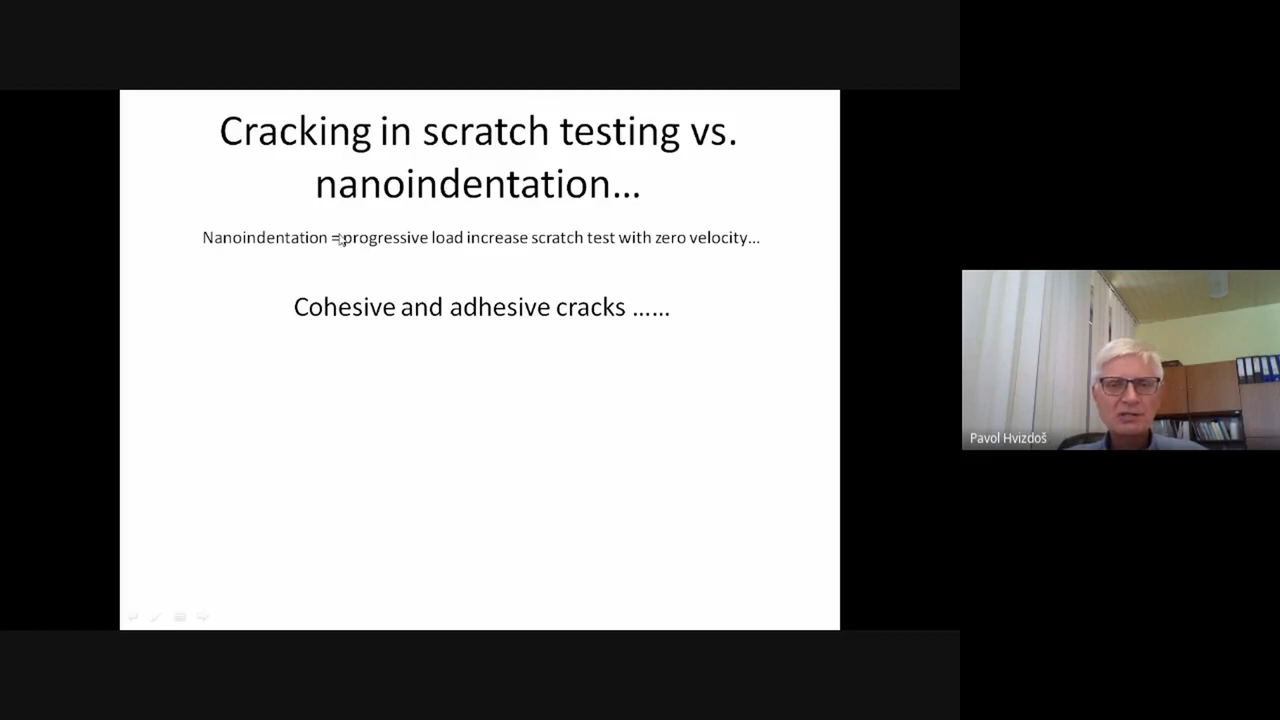 Cracking in scratch testing vs.
nanoindentation...
Nanoindentation = progressive load increase scratch test with zero velocity...
Cohesive and adhesive cracks ......
Pavol Hvizdoš